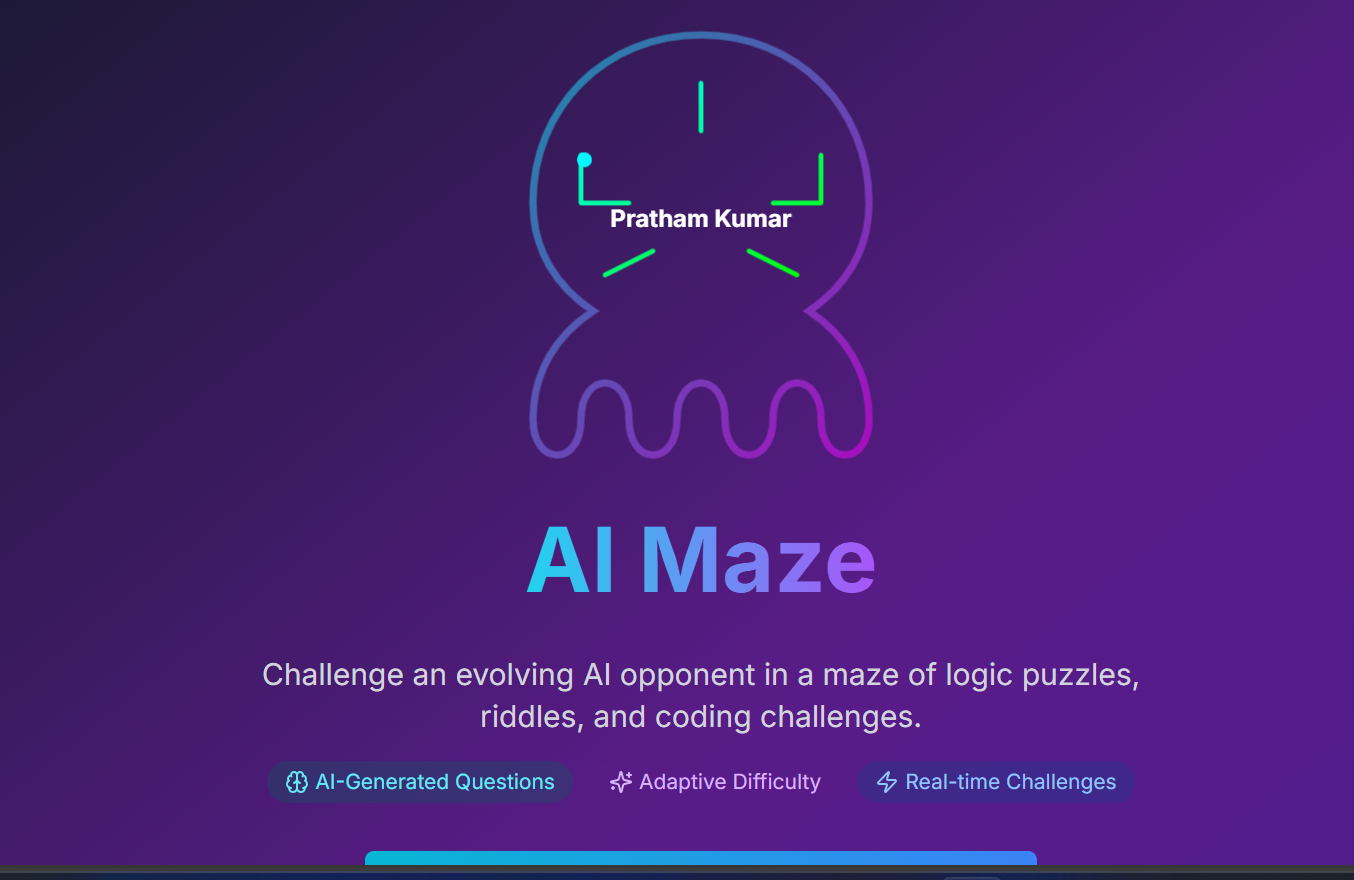 Pratham Kumar
AI Maze
Challenge an evolving AI opponent in a maze of logic puzzles,
riddles, and coding challenges.
AI-Generated Questions
Adaptive Difficulty
Real-time Challenges